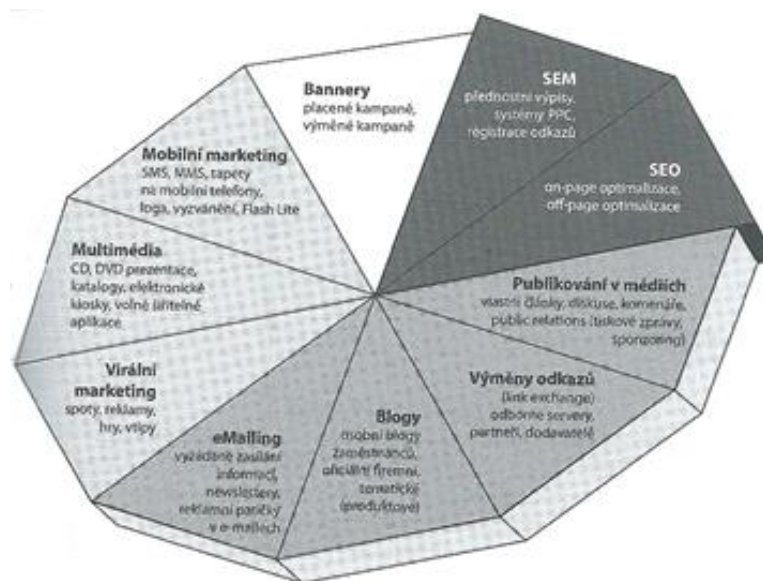 Bannery
placené kampaně,
výměné kampaně
SEM
přednostní výpisy,
systémy PPC,
registrace odkazů
SEO
on-page optimalizace,
off-page optimalizace
Publikování v médiích
vlastní články, diskuse, komenáře,
public relations (tiskové zprávy,
sponzoring)
Výměny odkazů
(link exchange)
odborné servery,
partneři, dodavatelé
Blogy
osobní blogy
zaměstnanců,
oficiální firemní,
tematické
(produktové)
eMailing
vyžádané zasílání
informací,
newslettery,
reklamní patičky
v e-mailech
Virální
marketing
spoty, reklamy,
hry, vtipy
Multimédia
CD, DVD prezentace,
katalogy, elektronické
kiosky, volně šiřitelné
aplikace
Mobilní marketing
SMS, MMS, tapety
na mobilní telefony,
loga, vyzvánění, Flash Lite